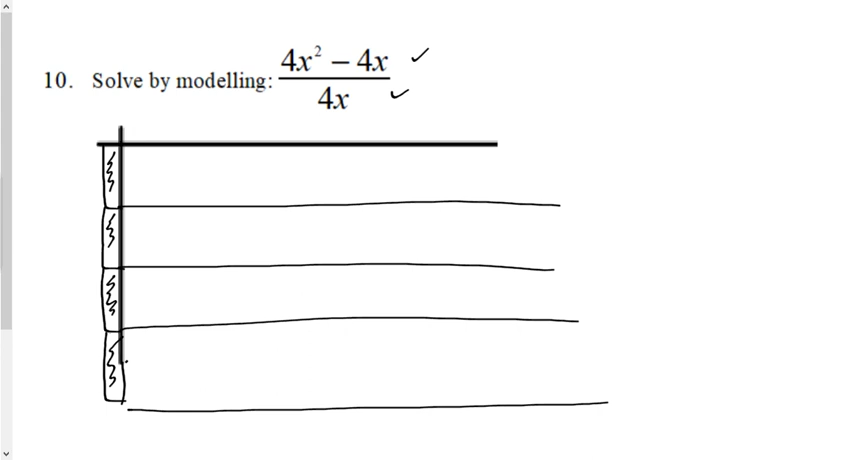 10. Solve by modelling: 4x² – 4x
4x